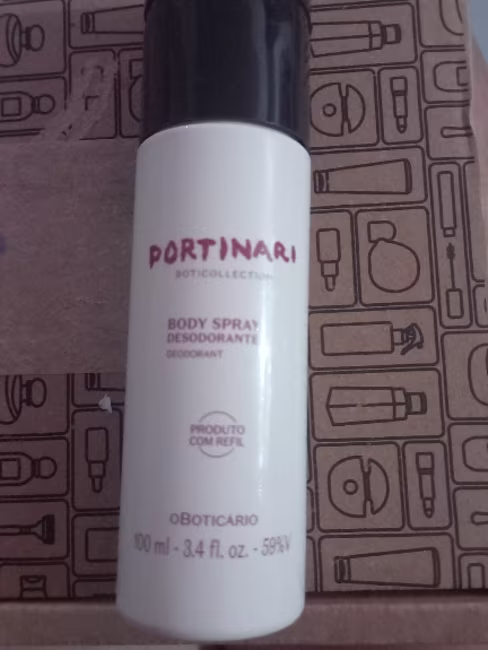 PORTINARI
BOTICOLLECTION
BODY SPRAY
DESODORANTE
DEODORANT
PRODUTO
COM REFIL
OBOTICÁRIO
100 ml - 3.4 fl. oz. - 59%V